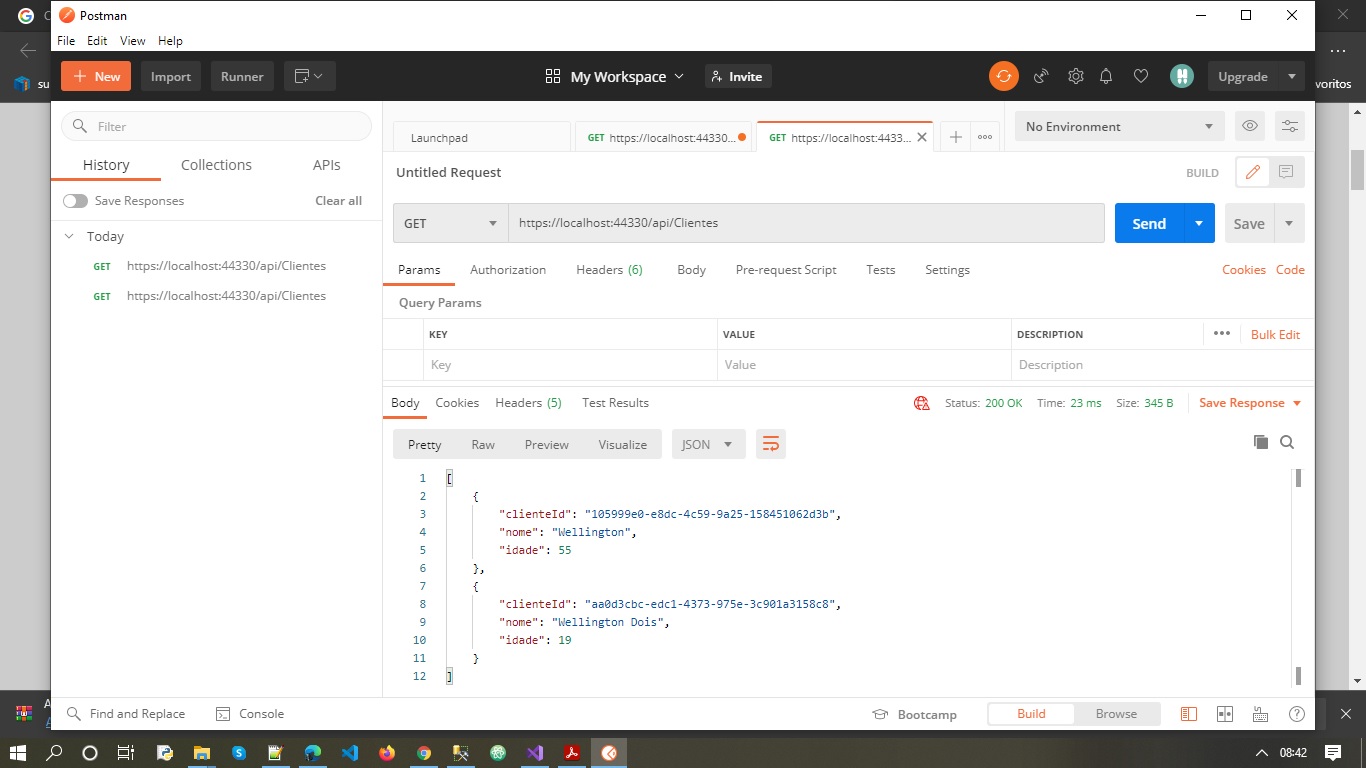 Postman
File Edit View Help
New Import Runner My Workspace Invite Upgrade
su
voritos
Filter
History Collections APIs
Save Responses Clear all
Today
GET https://localhost:44330/api/Clientes
GET https://localhost:44330/api/Clientes
Launchpad GET https://localhost:44330... GET https://localhost:4433... No Environment
Untitled Request BUILD
GET https://localhost:44330/api/Clientes Send Save
Params Authorization Headers (6) Body Pre-request Script Tests Settings Cookies Code
Query Params
KEY VALUE DESCRIPTION Bulk Edit
Key Value Description
Body Cookies Headers (5) Test Results Status: 200 OK Time: 23 ms Size: 345 B Save Response
Pretty Raw Preview Visualize JSON
1 [
2 {
3 "clienteId": "105999e0-e8dc-4c59-9a25-158451062d3b",
4 "nome": "Wellington",
5 "idade": 55
6 },
7 {
8 "clienteId": "aa0d3cbc-edc1-4373-975e-3c901a3158c8",
9 "nome": "Wellington Dois",
10 "idade": 19
11 }
12 ]
Find and Replace Console Bootcamp Build Browse
08:42